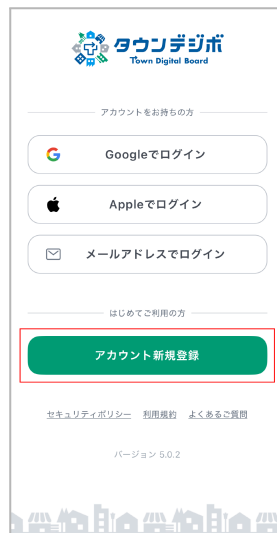 タウンデジボ
Town Digital Board
アカウントをお持ちの方
Googleでログイン
Appleでログイン
メールアドレスでログイン
はじめてご利用の方
アカウント新規登録
セキュリティポリシー 利用規約 よくあるご質問
バージョン 5.0.2